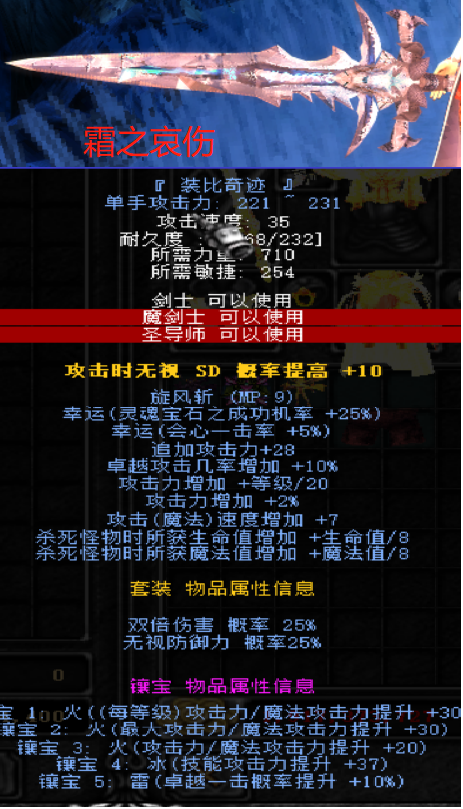 霜之哀伤
『 装比奇迹 』
单手攻击力: 221 ~ 231
攻击速度: 35
耐久度 : 68/232]
所需力量: 710
所需敏捷: 254
剑士 可以使用
魔剑士 可以使用
圣导师 可以使用
攻击时无视 SD 概率提高 +10
旋风斩 (MP:9)
幸运(灵魂宝石之成功机率 +25%)
幸运(会心一击率 +5%)
追加攻击力+28
卓越攻击几率增加 +10%
攻击力增加 +等级/20
攻击力增加 +2%
攻击(魔法)速度增加 +7
杀死怪物时所获生命值增加 +生命值/8
杀死怪物时所获魔法值增加 +魔法值/8
套装 物品属性信息
双倍伤害 概率 25%
无视防御力 概率25%
0
镶宝 物品属性信息
宝 1: 火((每等级)攻击力/魔法攻击力提升 +30
镶宝 2: 火(最大攻击力/魔法攻击力提升 +30)
镶宝 3: 火(攻击力/魔法攻击力提升 +20)
镶宝 4: 冰(技能攻击力提升 +37)
镶宝 5: 雷(卓越一击概率提升 +10%)